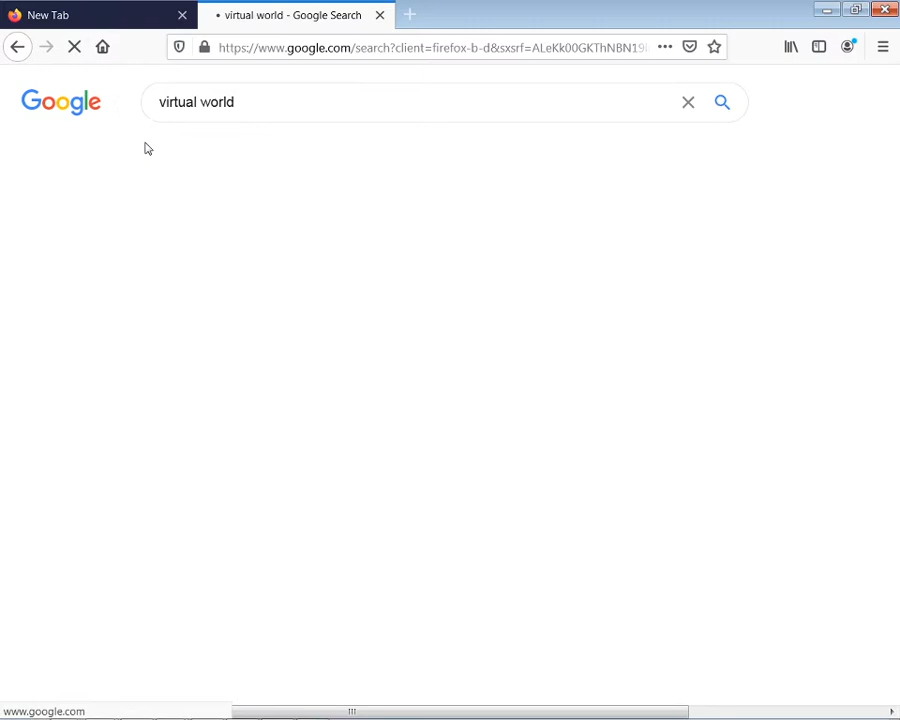 New Tab
virtual world - Google Search
https://www.google.com/search?client=firefox-b-d&sxsrf=ALeKk00GKThNBN19
Google
virtual world
www.google.com